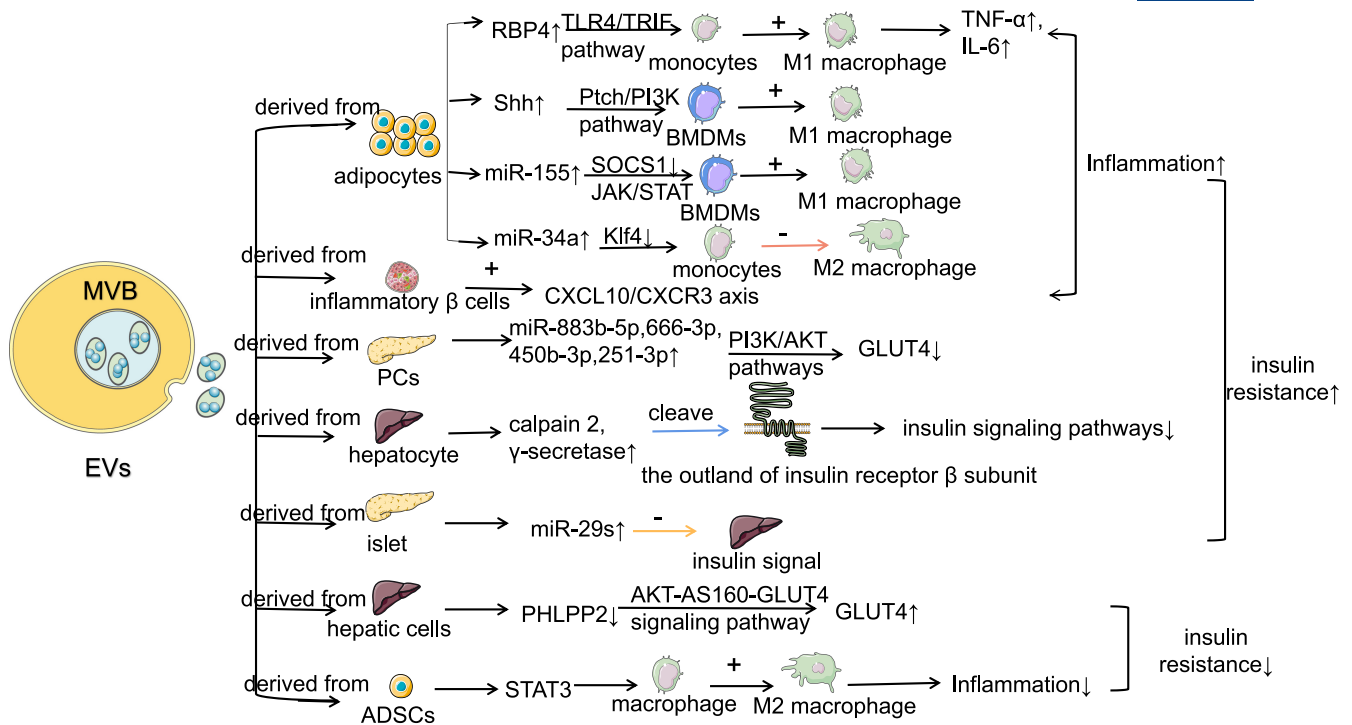 RBP4↑
TLR4/TRIF
pathway
monocytes
+
M1 macrophage
TNF-α↑,
IL-6↑
derived from
adipocytes
Shh↑
Ptch/PI3K
pathway
BMDMs
+
M1 macrophage
miR-155↑
SOCS1↓
JAK/STAT
BMDMs
+
M1 macrophage
Inflammation↑
miR-34a↑
Klf4↓
monocytes
-
M2 macrophage
derived from
inflammatory β cells
+
CXCL10/CXCR3 axis
MVB
EVs
derived from
PCs
miR-883b-5p,666-3p,
450b-3p,251-3p↑
PI3K/AKT
pathways
GLUT4↓
insulin
resistance↑
derived from
hepatocyte
calpain 2,
γ-secretase↑
cleave
the outland of insulin receptor β subunit
insulin signaling pathways↓
derived from
islet
miR-29s↑
-
insulin signal
derived from
hepatic cells
PHLPP2↓
AKT-AS160-GLUT4
signaling pathway
GLUT4↑
insulin
resistance↓
derived from
ADSCs
STAT3
macrophage
+
M2 macrophage
Inflammation↓